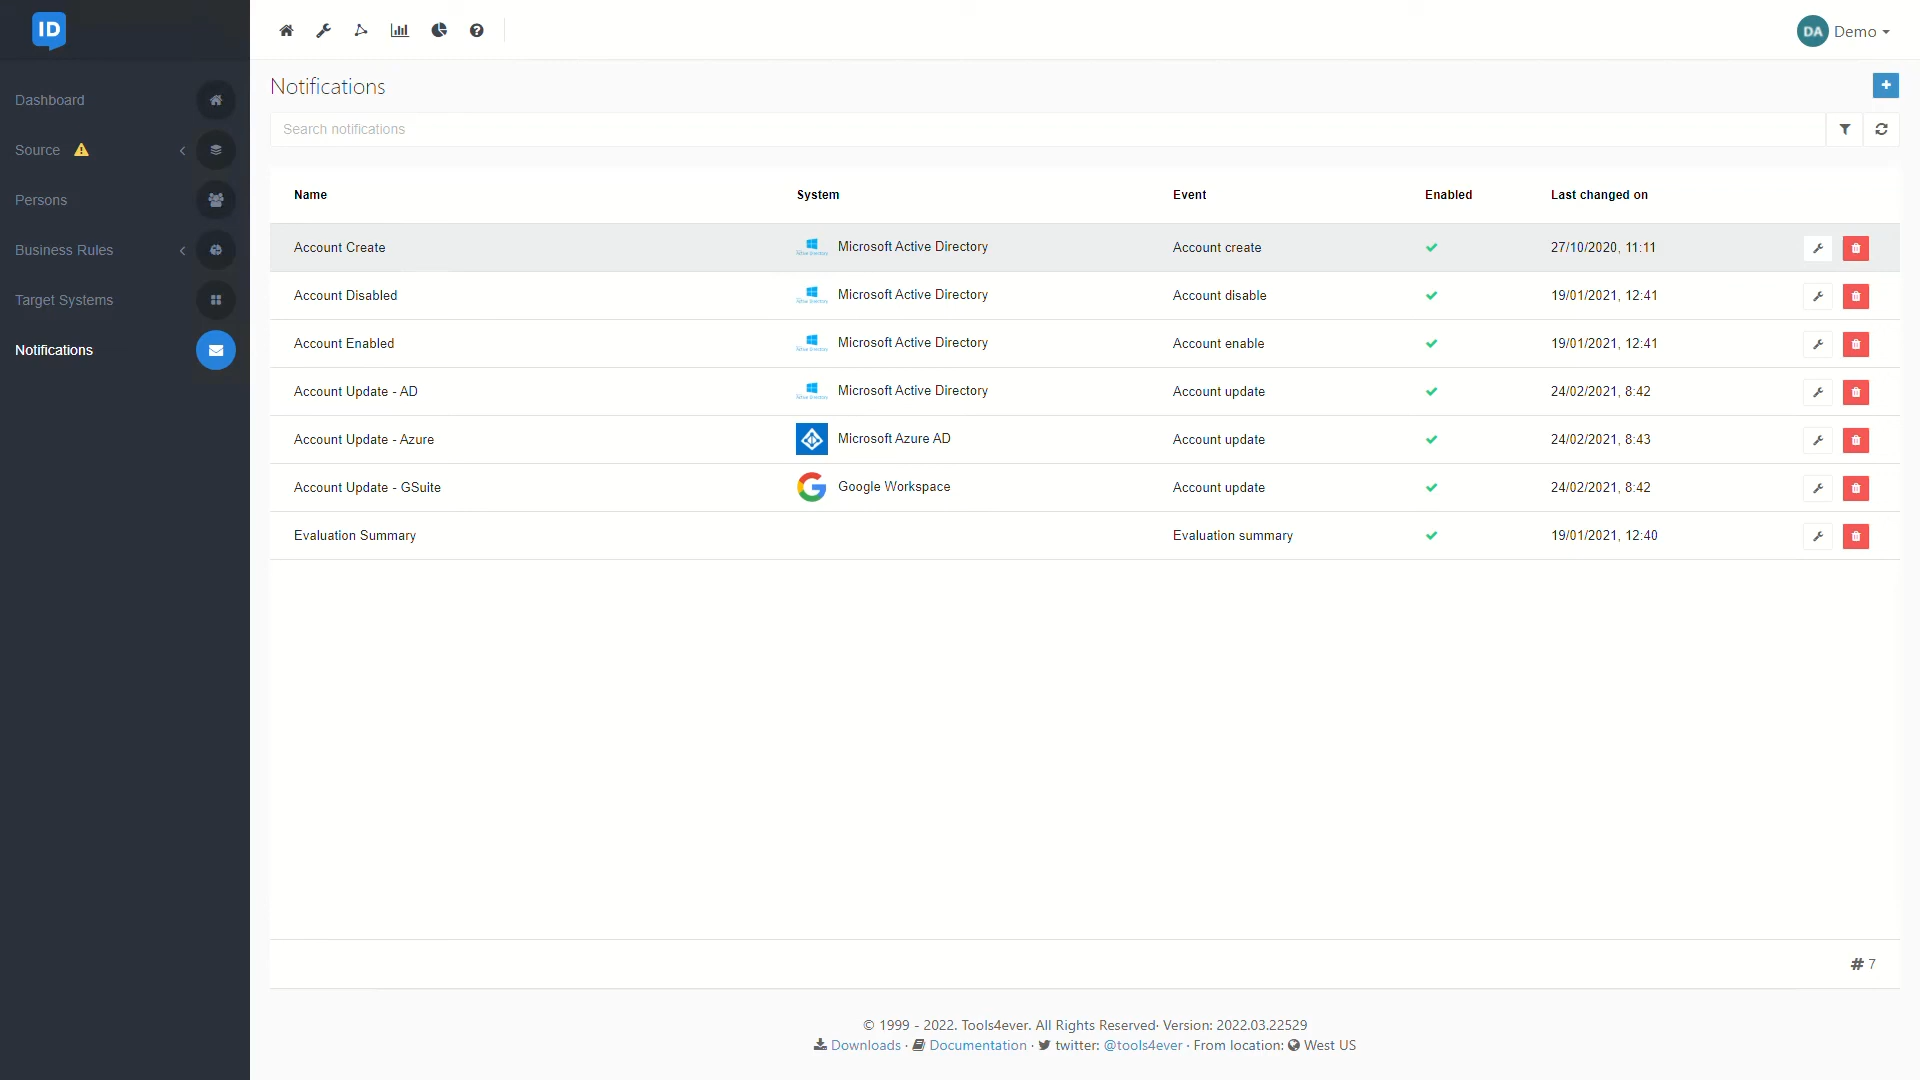 ID
DA Demo
Dashboard
Source
Persons
Business Rules
Target Systems
Notifications
Notifications
Search notifications
Name System Event Enabled Last changed on
Account Create Microsoft Active Directory Account create 27/10/2020, 11:11
Account Disabled Microsoft Active Directory Account disable 19/01/2021, 12:41
Account Enabled Microsoft Active Directory Account enable 19/01/2021, 12:41
Account Update - AD Microsoft Active Directory Account update 24/02/2021, 8:42
Account Update - Azure Microsoft Azure AD Account update 24/02/2021, 8:43
Account Update - GSuite Google Workspace Account update 24/02/2021, 8:42
Evaluation Summary Evaluation summary 19/01/2021, 12:40
# 7
© 1999 - 2022. Tools4ever. All Rights Reserved· Version: 2022.03.22529
Downloads · Documentation · twitter: @tools4ever · From location: West US